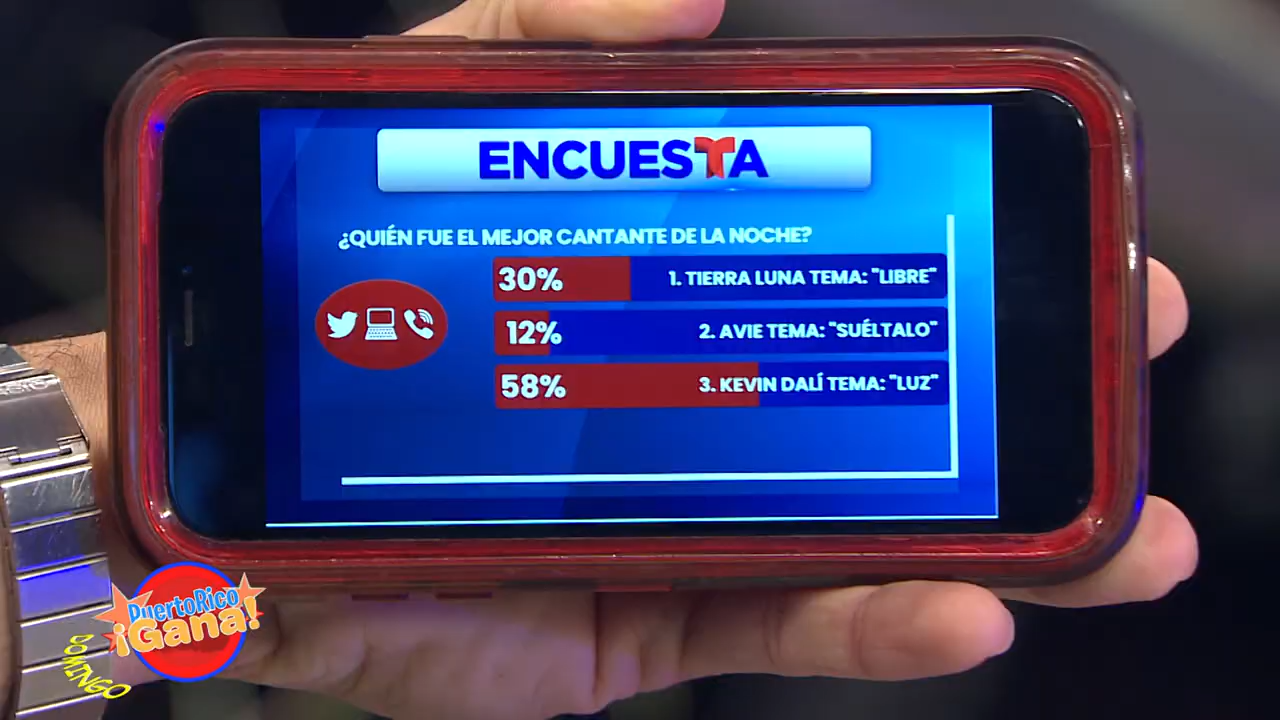 ENCUESTA
¿QUIÉN FUE EL MEJOR CANTANTE DE LA NOCHE?
30% 1. TIERRA LUNA TEMA: "LIBRE"
12% 2. AVIE TEMA: "SUÉLTALO"
58% 3. KEVIN DALÍ TEMA: "LUZ"
PuertoRico
¡Gana!
DOMINGO